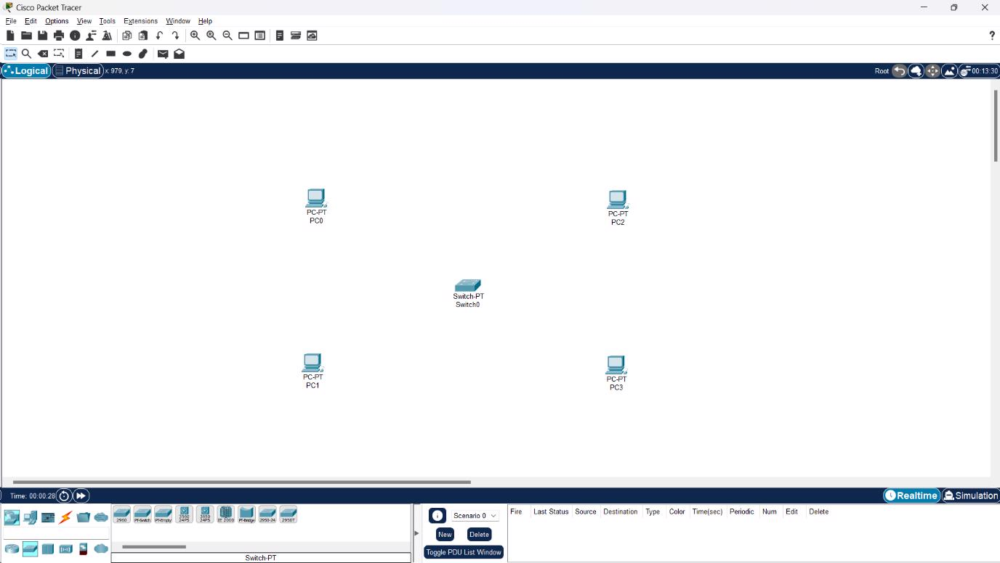 Cisco Packet Tracer
File Edit Options View Tools Extensions Window Help
?
Logical Physical x: 979, y: 7 Root 00:13:30
PC-PT
PC0
PC-PT
PC2
Switch-PT
Switch0
PC-PT
PC1
PC-PT
PC3
Time: 00:00:28 Realtime Simulation
2960 PT-Switch PT-Empty 3560 24PS 3650 24PS IE 2000 PT-Bridge 2950-24 2950T
Scenario 0
New Delete
Toggle PDU List Window
Fire Last Status Source Destination Type Color Time(sec) Periodic Num Edit Delete
Switch-PT